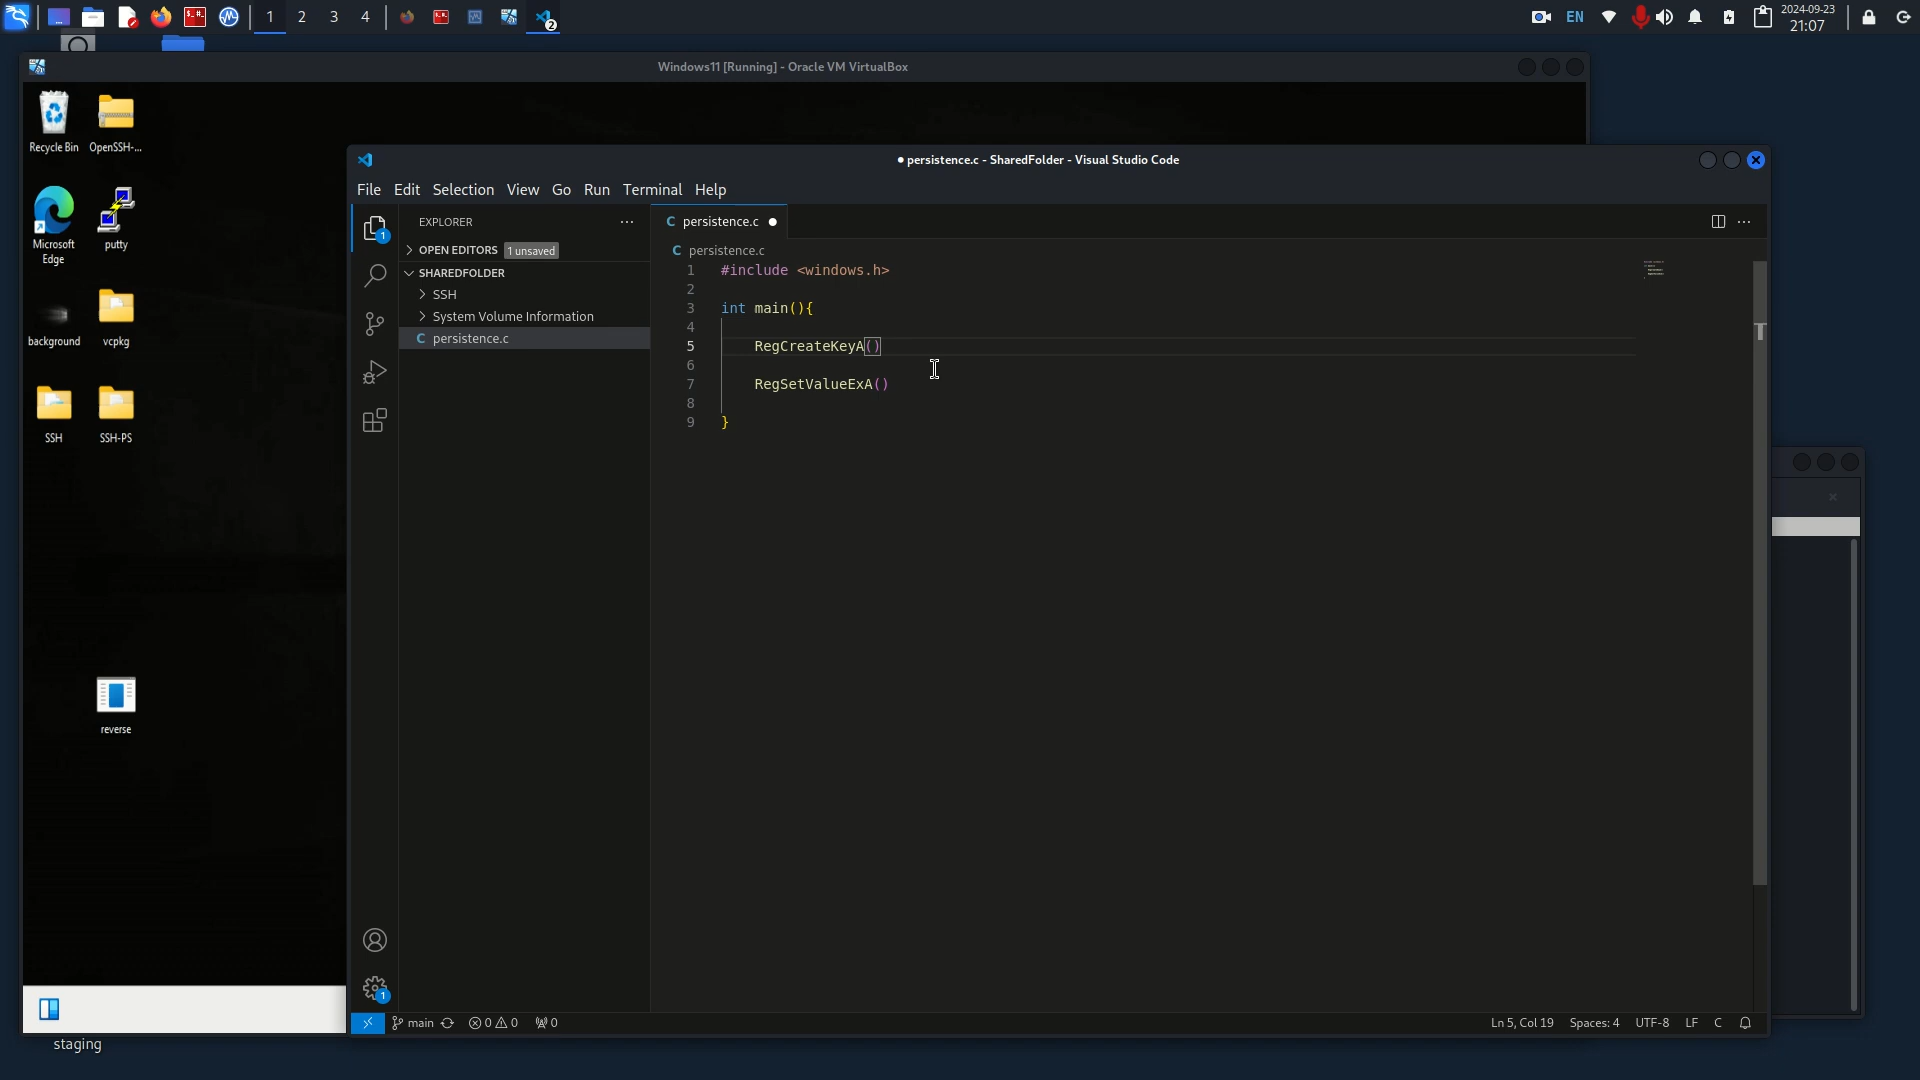 1 2 3 4
2
EN
2024-09-23
21:07
Windows11 [Running] - Oracle VM VirtualBox
Recycle Bin
OpenSSH-...
Microsoft
Edge
putty
background
vcpkg
SSH
SSH-PS
reverse
staging
● persistence.c - SharedFolder - Visual Studio Code
File Edit Selection View Go Run Terminal Help
1
EXPLORER
OPEN EDITORS 1 unsaved
SHAREDFOLDER
SSH
System Volume Information
C persistence.c
C persistence.c
C persistence.c
1 #include <windows.h>
2
3 int main(){
4
5 RegCreateKeyA()
6
7 RegSetValueExA()
8
9 }
1
main 0 0 0
Ln 5, Col 19 Spaces: 4 UTF-8 LF C